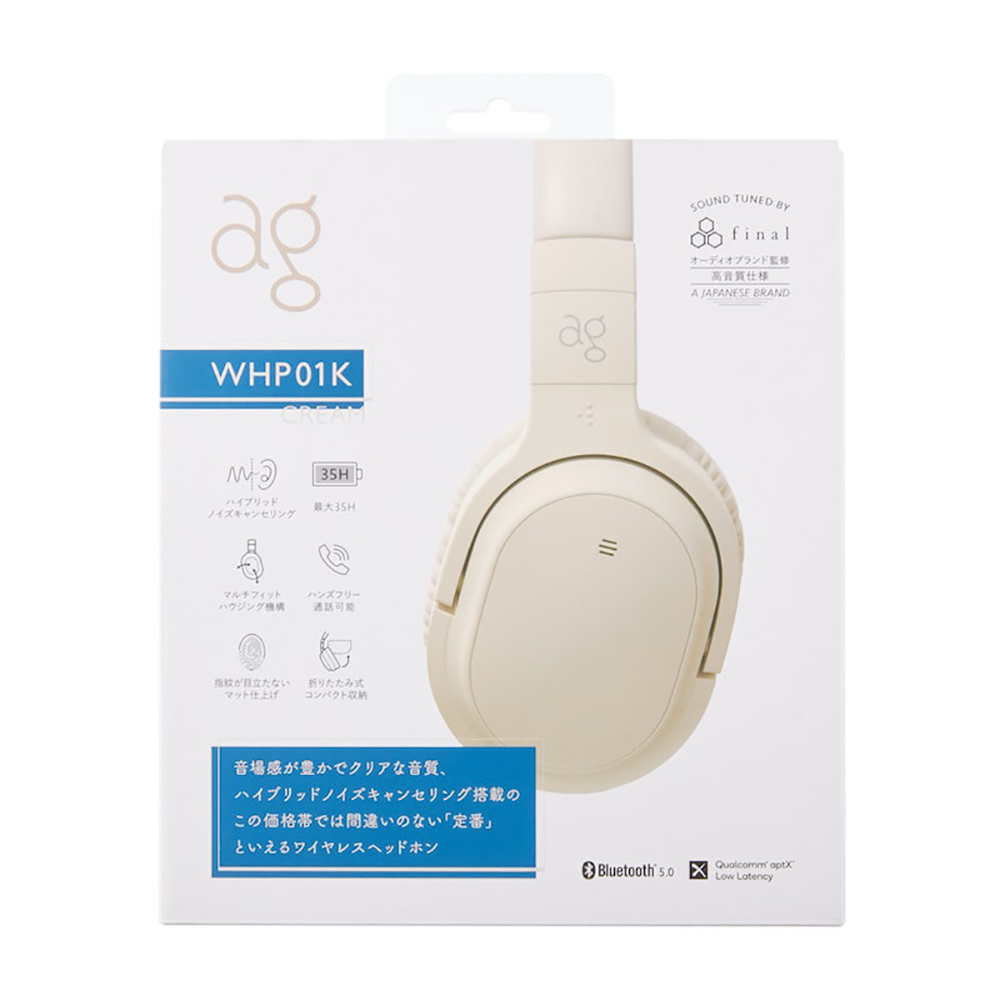 ag
SOUND TUNED BY
final
オーディオブランド監修
高音質仕様
A JAPANESE BRAND
ag
WHP01K
CREAM
35H
ハイブリッド
ノイズキャンセリング
最大35H
マルチフィット
ハウジング機構
ハンズフリー
通話可能
指紋が目立たない
マット仕上げ
折りたたみ式
コンパクト収納
音場感が豊かでクリアな音質、
ハイブリッドノイズキャンセリング搭載の
この価格帯では間違いのない「定番」
といえるワイヤレスヘッドホン
Bluetooth® 5.0
Qualcomm® aptX™
Low Latency